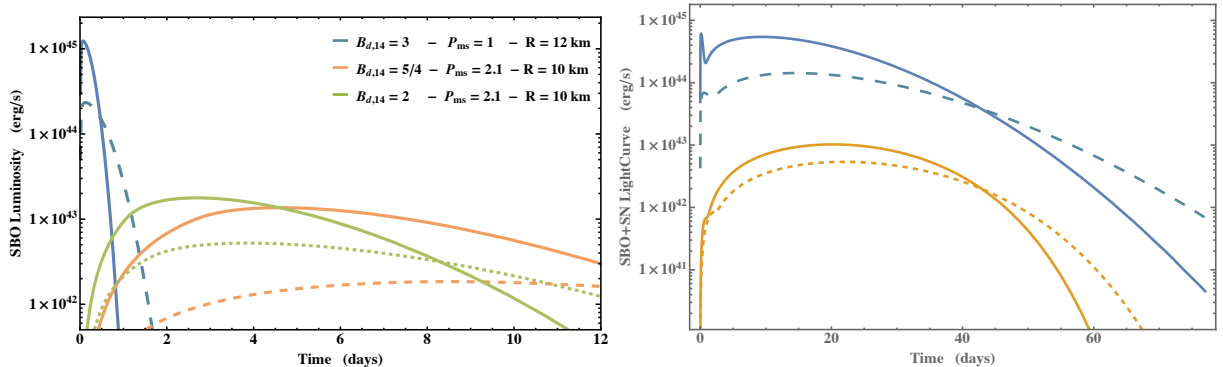 SBO Luminosity (erg/s)
1×10^45
1×10^44
1×10^43
1×10^42
B_{d,14} = 3 – P_ms = 1 – R = 12 km
B_{d,14} = 5/4 – P_ms = 2.1 – R = 10 km
B_{d,14} = 2 – P_ms = 2.1 – R = 10 km
0 2 4 6 8 10 12
Time (days)
SBO+SN LightCurve (erg/s)
1×10^45
1×10^44
1×10^43
1×10^42
1×10^41
0 20 40 60
Time (days)